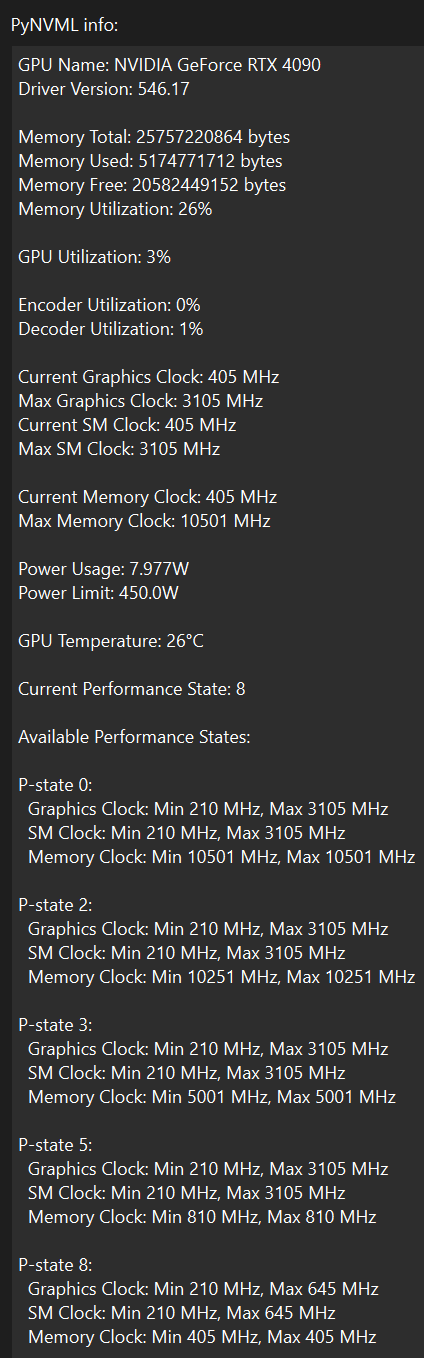 PyNVML info:
GPU Name: NVIDIA GeForce RTX 4090
Driver Version: 546.17
Memory Total: 25757220864 bytes
Memory Used: 5174771712 bytes
Memory Free: 20582449152 bytes
Memory Utilization: 26%
GPU Utilization: 3%
Encoder Utilization: 0%
Decoder Utilization: 1%
Current Graphics Clock: 405 MHz
Max Graphics Clock: 3105 MHz
Current SM Clock: 405 MHz
Max SM Clock: 3105 MHz
Current Memory Clock: 405 MHz
Max Memory Clock: 10501 MHz
Power Usage: 7.977W
Power Limit: 450.0W
GPU Temperature: 26°C
Current Performance State: 8
Available Performance States:
P-state 0:
Graphics Clock: Min 210 MHz, Max 3105 MHz
SM Clock: Min 210 MHz, Max 3105 MHz
Memory Clock: Min 10501 MHz, Max 10501 MHz
P-state 2:
Graphics Clock: Min 210 MHz, Max 3105 MHz
SM Clock: Min 210 MHz, Max 3105 MHz
Memory Clock: Min 10251 MHz, Max 10251 MHz
P-state 3:
Graphics Clock: Min 210 MHz, Max 3105 MHz
SM Clock: Min 210 MHz, Max 3105 MHz
Memory Clock: Min 5001 MHz, Max 5001 MHz
P-state 5:
Graphics Clock: Min 210 MHz, Max 3105 MHz
SM Clock: Min 210 MHz, Max 3105 MHz
Memory Clock: Min 810 MHz, Max 810 MHz
P-state 8:
Graphics Clock: Min 210 MHz, Max 645 MHz
SM Clock: Min 210 MHz, Max 645 MHz
Memory Clock: Min 405 MHz, Max 405 MHz